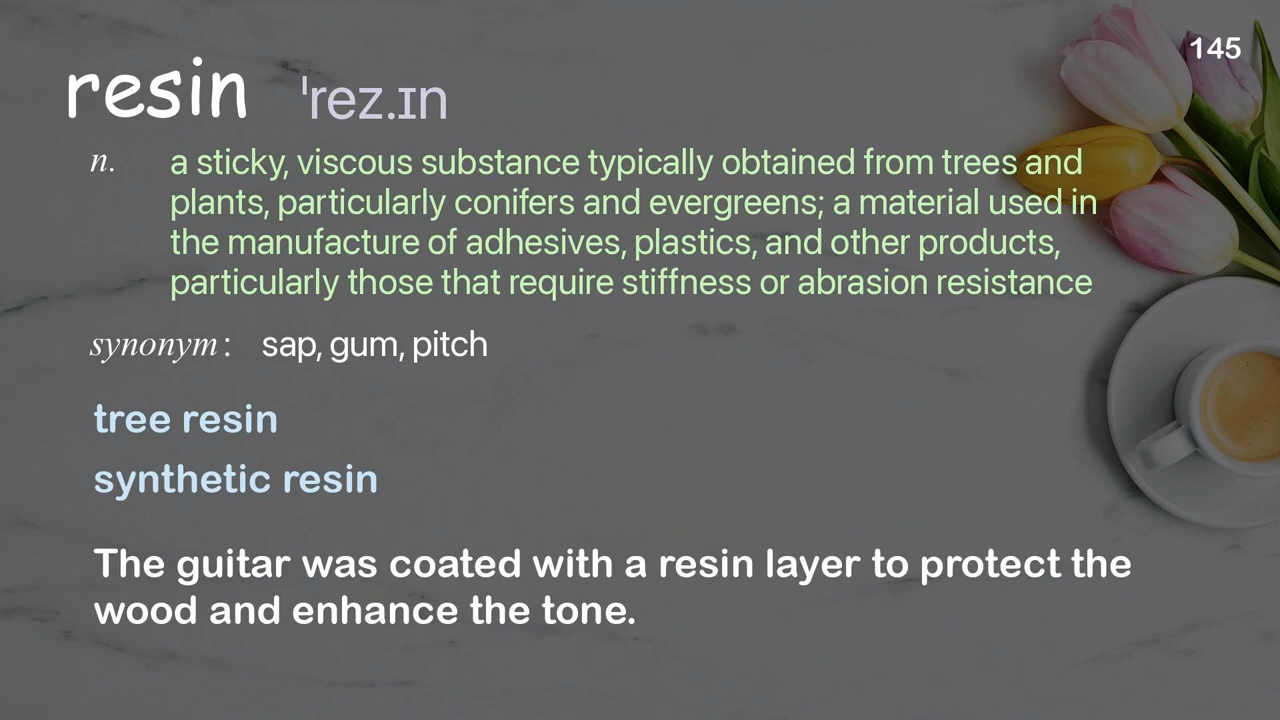 145
resin ˈrez.ɪn
n. a sticky, viscous substance typically obtained from trees and
plants, particularly conifers and evergreens; a material used in
the manufacture of adhesives, plastics, and other products,
particularly those that require stiffness or abrasion resistance
synonym: sap, gum, pitch
tree resin
synthetic resin
The guitar was coated with a resin layer to protect the
wood and enhance the tone.